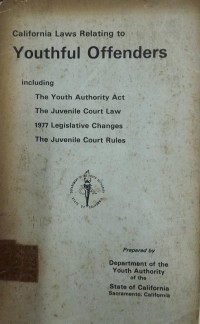 California Laws Relating to
Youthful Offenders
including
The Youth Authority Act
The Juvenile Court Law
1977 Legislative Changes
The Juvenile Court Rules
Prepared by
Department of the
Youth Authority
of the
State of California
Sacramento, California